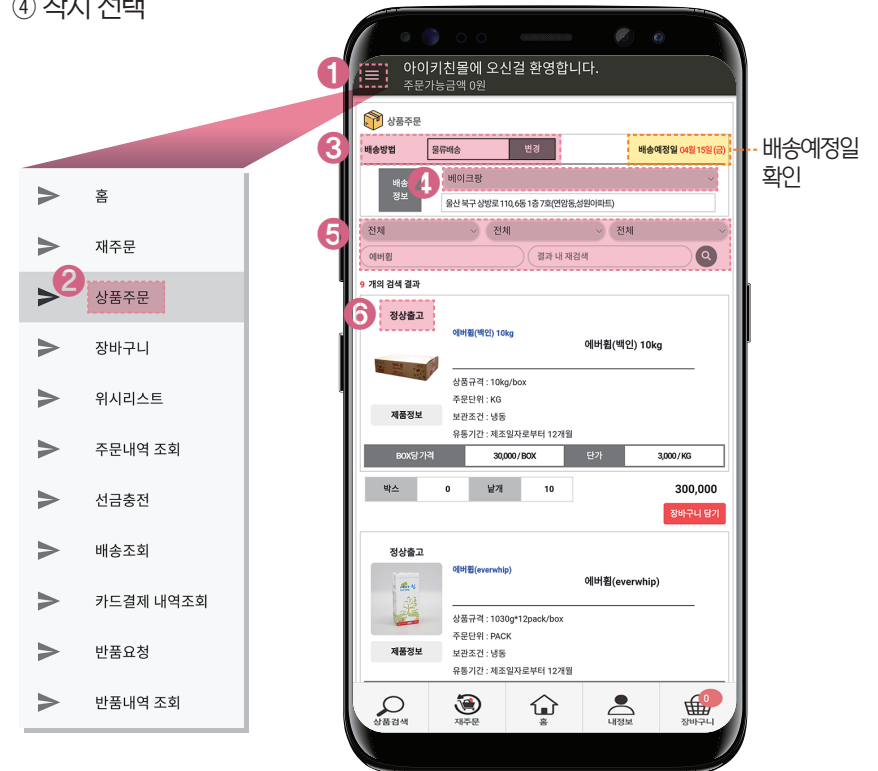 ④ 착지 선택
1
아이키친몰에 오신걸 환영합니다.
주문가능금액 0원
상품주문
3
배송방법 물류배송 변경 배송예정일 04월 15일 (금)
배송예정일
확인
4
배송
정보
베이크팡
울산 북구 상방로 110, 6동 1층 7호(연암동,성원아파트)
5
전체 전체 전체
에버휩 결과 내 재검색
9 개의 검색 결과
6
정상출고
에버휩(백인) 10kg
에버휩(백인) 10kg
상품규격 : 10kg/box
주문단위 : KG
제품정보
보관조건 : 냉동
유통기간 : 제조일자로부터 12개월
BOX당 가격 30,000 / BOX 단가 3,000 / KG
박스 0 낱개 10 300,000
장바구니 담기
정상출고
에버휩(everwhip)
에버휩(everwhip)
상품규격 : 1030g*12pack/box
주문단위 : PACK
제품정보
보관조건 : 냉동
유통기간 : 제조일자로부터 12개월
상품검색 재주문 홈 내정보 장바구니
0
홈
재주문
2
상품주문
장바구니
위시리스트
주문내역 조회
선금충전
배송조회
카드결제 내역조회
반품요청
반품내역 조회